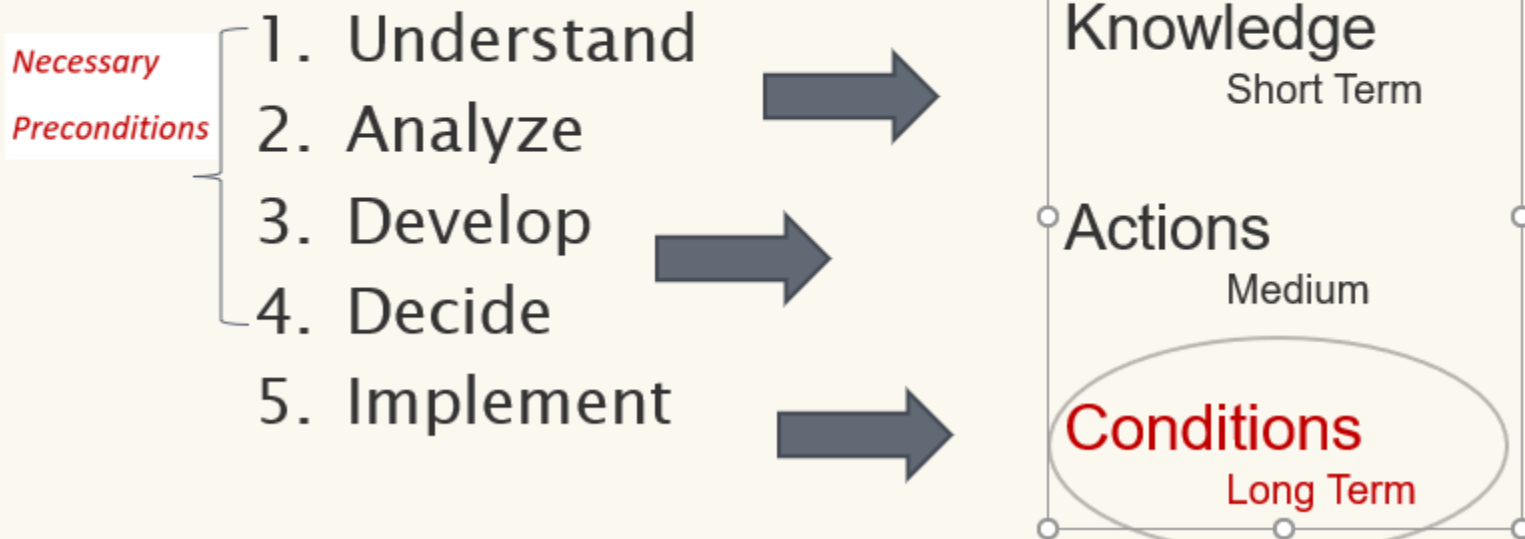 Necessary
Preconditions
1. Understand
2. Analyze
3. Develop
4. Decide
5. Implement
Knowledge
Short Term
Actions
Medium
Conditions
Long Term